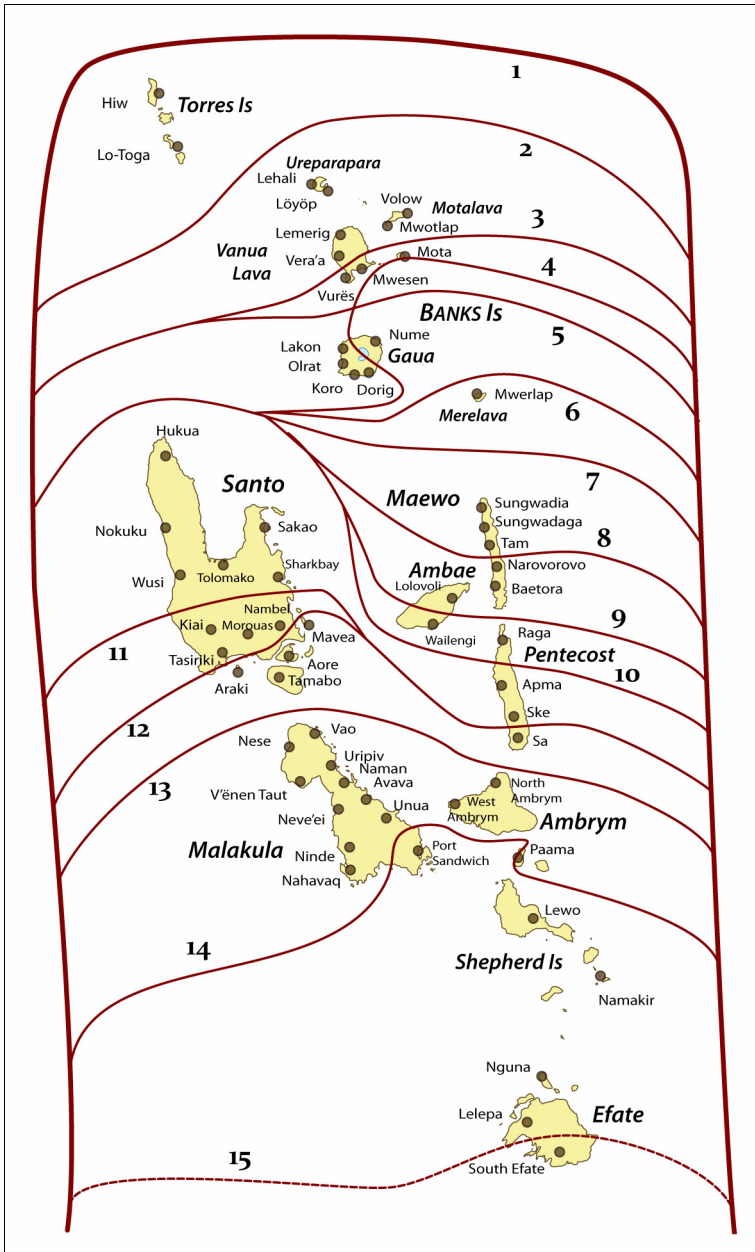 1
Hiw
Torres Is
Lo-Toga
2
Ureparapara
Lehali
Löyöp
Volow
Motalava
Mwotlap
3
Lemerig
Vanua
Lava
Vera'a
Mota
Mwesen
Vurës
4
BANKS Is
5
Nume
Lakon
Gaua
Olrat
Koro
Dorig
Mwerlap
Merelava
6
Hukua
7
Santo
Maewo
Sungwadia
Nokuku
Sakao
Sungwadaga
8
Tam
Ambae
Sharkbay
Narovorovo
Wusi
Tolomako
Lolovoli
Baetora
9
Nambel
Kiai
Morouas
Mavea
Wailengi
Raga
11
Pentecost
Tasiriki
Aore
10
Araki
Tamabo
Apma
12
Ske
Vao
Sa
Nese
Uripiv
Naman
13
V'ënen Taut
Avava
North
Ambrym
West
Ambrym
Unua
Neve'ei
Ambrym
Malakula
Ninde
Port
Sandwich
Paama
Nahavaq
Lewo
14
Shepherd Is
Namakir
Nguna
Lelepa
Efate
15
South Efate